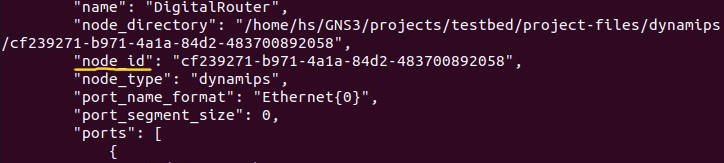 "name": "DigitalRouter",
"node_directory": "/home/hs/GNS3/projects/testbed/project-files/dynamips
/cf239271-b971-4a1a-84d2-483700892058",
"node_id": "cf239271-b971-4a1a-84d2-483700892058",
"node_type": "dynamips",
"port_name_format": "Ethernet{0}",
"port_segment_size": 0,
"ports": [
{